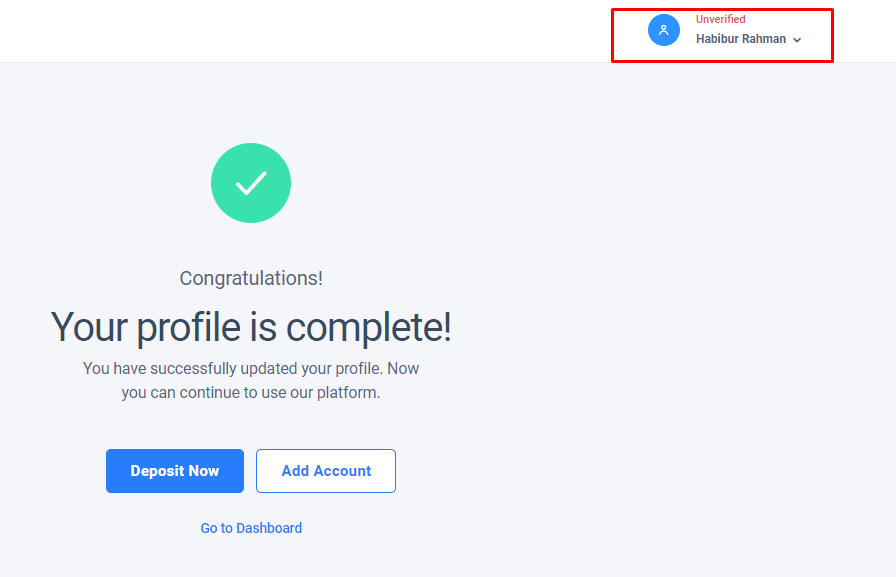 Unverified
Habibur Rahman
Congratulations!
Your profile is complete!
You have successfully updated your profile. Now
you can continue to use our platform.
Deposit Now
Add Account
Go to Dashboard